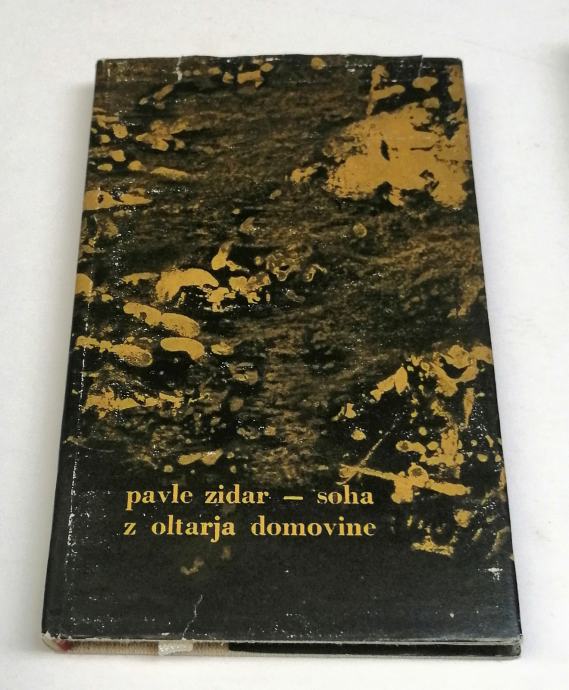 pavle zidar — soha
z oltarja domovine